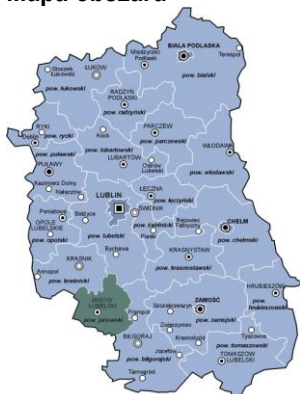 Mapa obszaru
BIAŁA PODLASKA
Międzyrzec
Podlaski
Terespol
Stoczek
Łukowski
ŁUKÓW
pow. bialski
pow. łukowski
RADZYŃ
PODLASKI
pow. radzyński
RYKI
pow. rycki
Dęblin
Kock
PARCZEW
pow. parczewski
WŁODAWA
pow. lubartowski
pow. puławski
PUŁAWY
LUBARTÓW
Ostrów
Lubelski
pow. włodawski
Kazimierz Dolny
Nałęczów
ŁĘCZNA
pow. łęczyński
LUBLIN
ŚWIDNIK
Poniatowa
OPOLE
LUBELSKIE
Bełżyce
pow. świdnicki
Rejowiec
Fabryczny
CHEŁM
pow. opolski
pow. lubelski
Piaski
pow. chełmski
Bychawa
KRASNYSTAW
pow. krasnostawski
KRAŚNIK
Annopol
pow. kraśnicki
HRUBIESZÓW
pow.
hrubieszowski
JANÓW
LUBELSKI
pow. janowski
Szczebrzeszyn
ZAMOŚĆ
Frampol
pow. zamojski
Zwierzyniec
BIŁGORAJ
Krasnobród
Tyszowce
pow. tomaszowski
Józefów
pow. biłgorajski
TOMASZÓW
LUBELSKI
Tarnogród